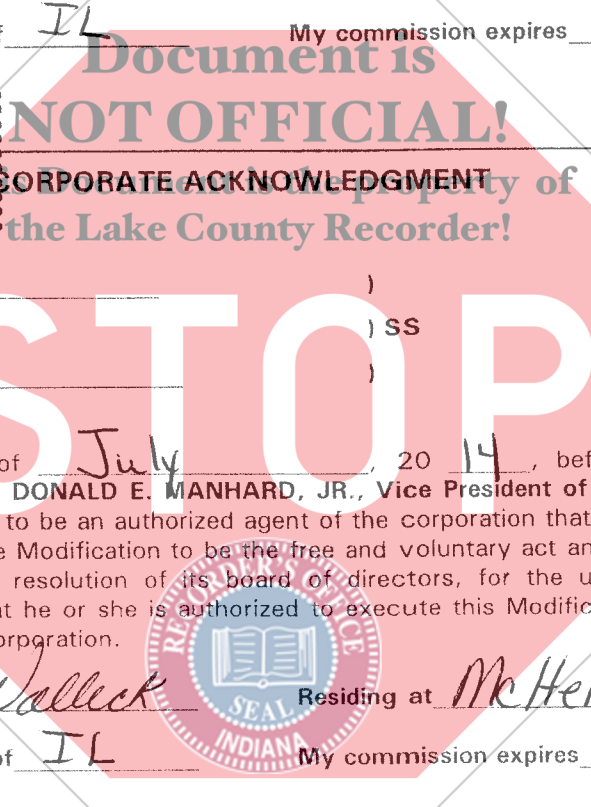 f IL My commission expires
Document is
NOT OFFICIAL!
CORPORATE ACKNOWLEDGMENT
s Document is the property of
the Lake County Recorder!
)
) SS
)
STOP
of July , 20 14 , bef
DONALD E. MANHARD, JR., Vice President of
to be an authorized agent of the corporation that
e Modification to be the free and voluntary act an
resolution of its board of directors, for the u
at he or she is authorized to execute this Modific
orporation.
RECORDER'S OFFICE
SEAL
INDIANA
Walleck Residing at McHe
of IL My commission expires